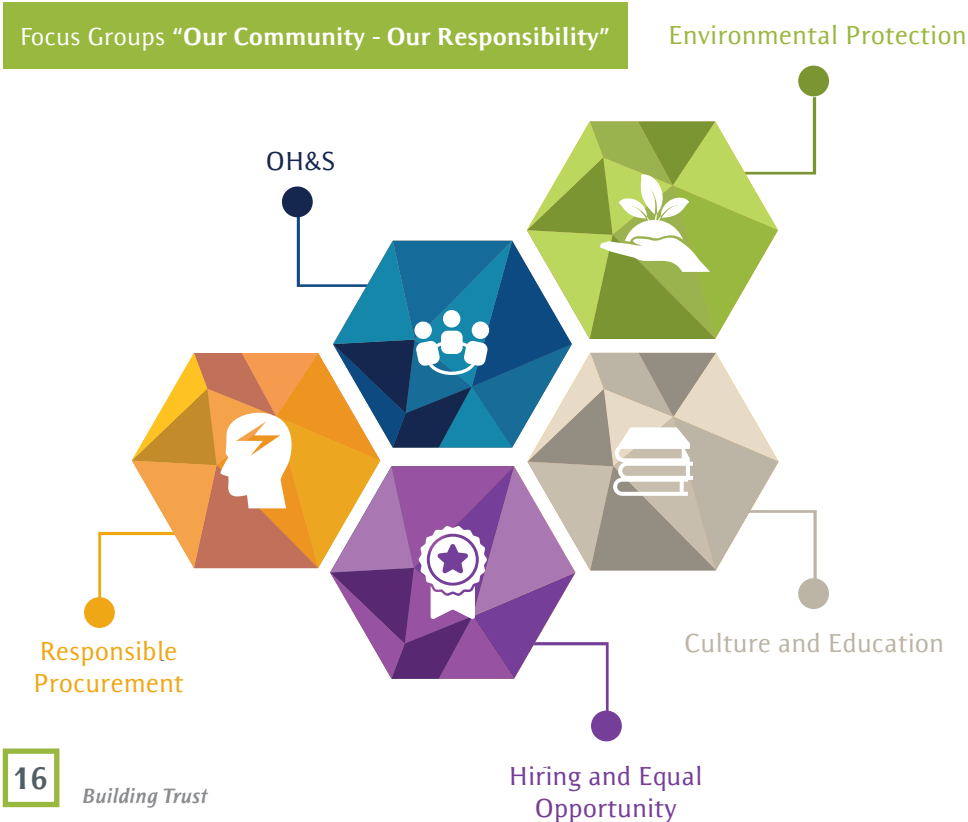 Focus Groups “Our Community - Our Responsibility”
Environmental Protection
OH&S
Responsible
Procurement
Culture and Education
Hiring and Equal
Opportunity
16
Building Trust